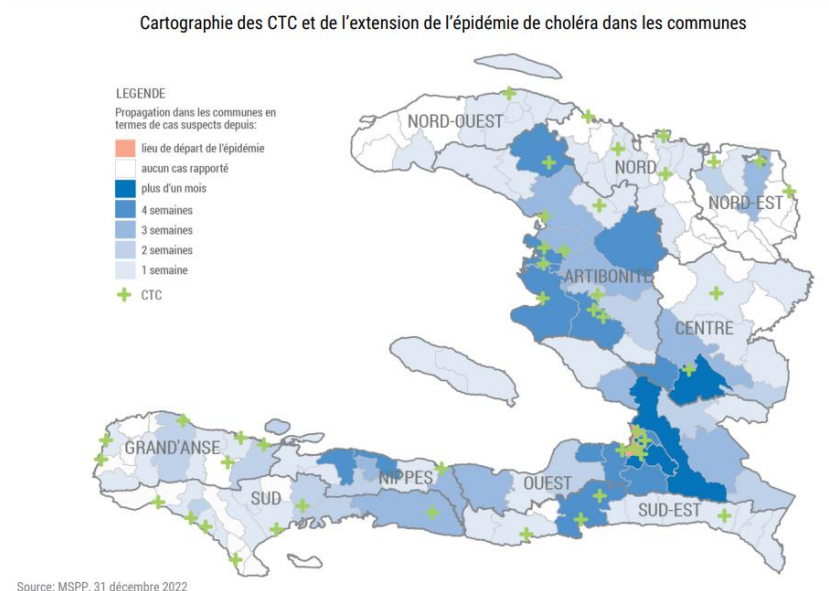 Cartographie des CTC et de l'extension de l'épidémie de choléra dans les communes
LEGENDE
Propagation dans les communes en
termes de cas suspects depuis:
lieu de départ de l'épidémie
aucun cas rapporté
plus d'un mois
4 semaines
3 semaines
2 semaines
1 semaine
CTC
NORD-OUEST
NORD
NORD-EST
ARTIBONITE
CENTRE
GRAND'ANSE
NIPPES
OUEST
SUD
SUD-EST
Source: MSPP, 31 décembre 2022